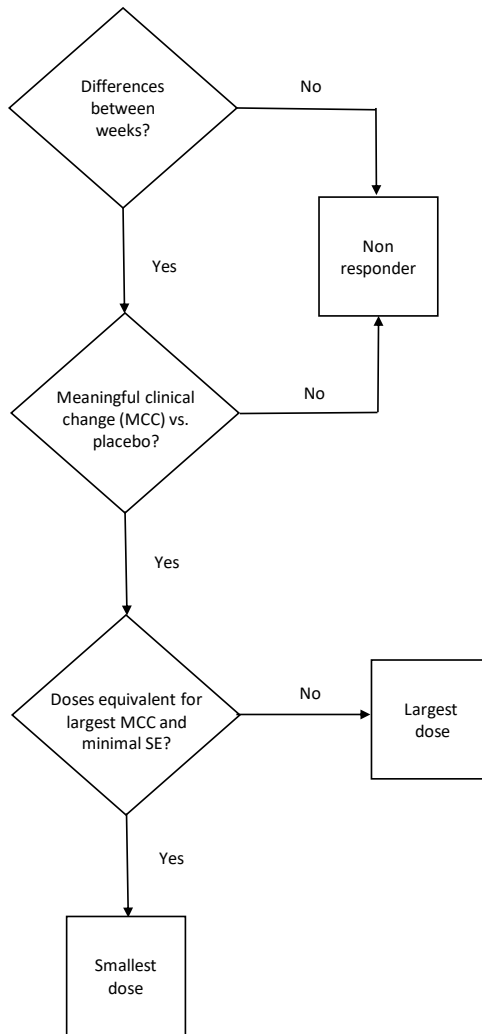 Differences
between
weeks?
No
Non
responder
Yes
Meaningful clinical
change (MCC) vs.
placebo?
No
Yes
Doses equivalent for
largest MCC and
minimal SE?
No
Largest
dose
Yes
Smallest
dose